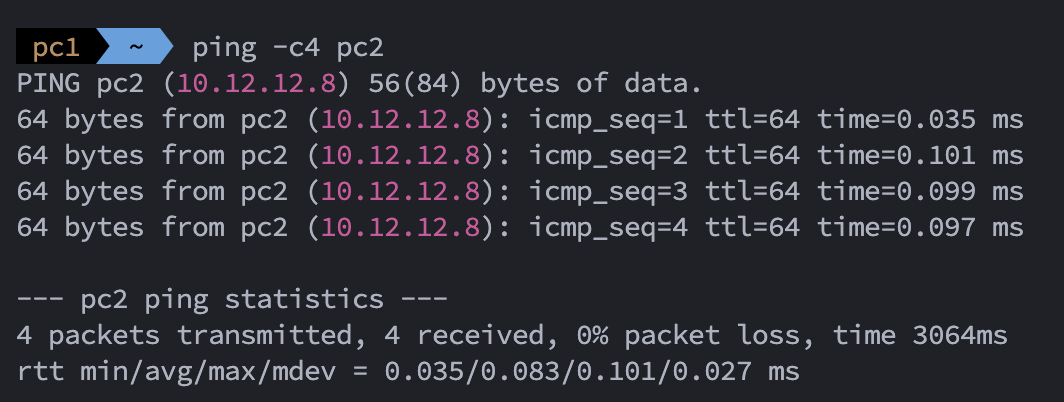 pc1 ~ ping -c4 pc2
PING pc2 (10.12.12.8) 56(84) bytes of data.
64 bytes from pc2 (10.12.12.8): icmp_seq=1 ttl=64 time=0.035 ms
64 bytes from pc2 (10.12.12.8): icmp_seq=2 ttl=64 time=0.101 ms
64 bytes from pc2 (10.12.12.8): icmp_seq=3 ttl=64 time=0.099 ms
64 bytes from pc2 (10.12.12.8): icmp_seq=4 ttl=64 time=0.097 ms
--- pc2 ping statistics ---
4 packets transmitted, 4 received, 0% packet loss, time 3064ms
rtt min/avg/max/mdev = 0.035/0.083/0.101/0.027 ms